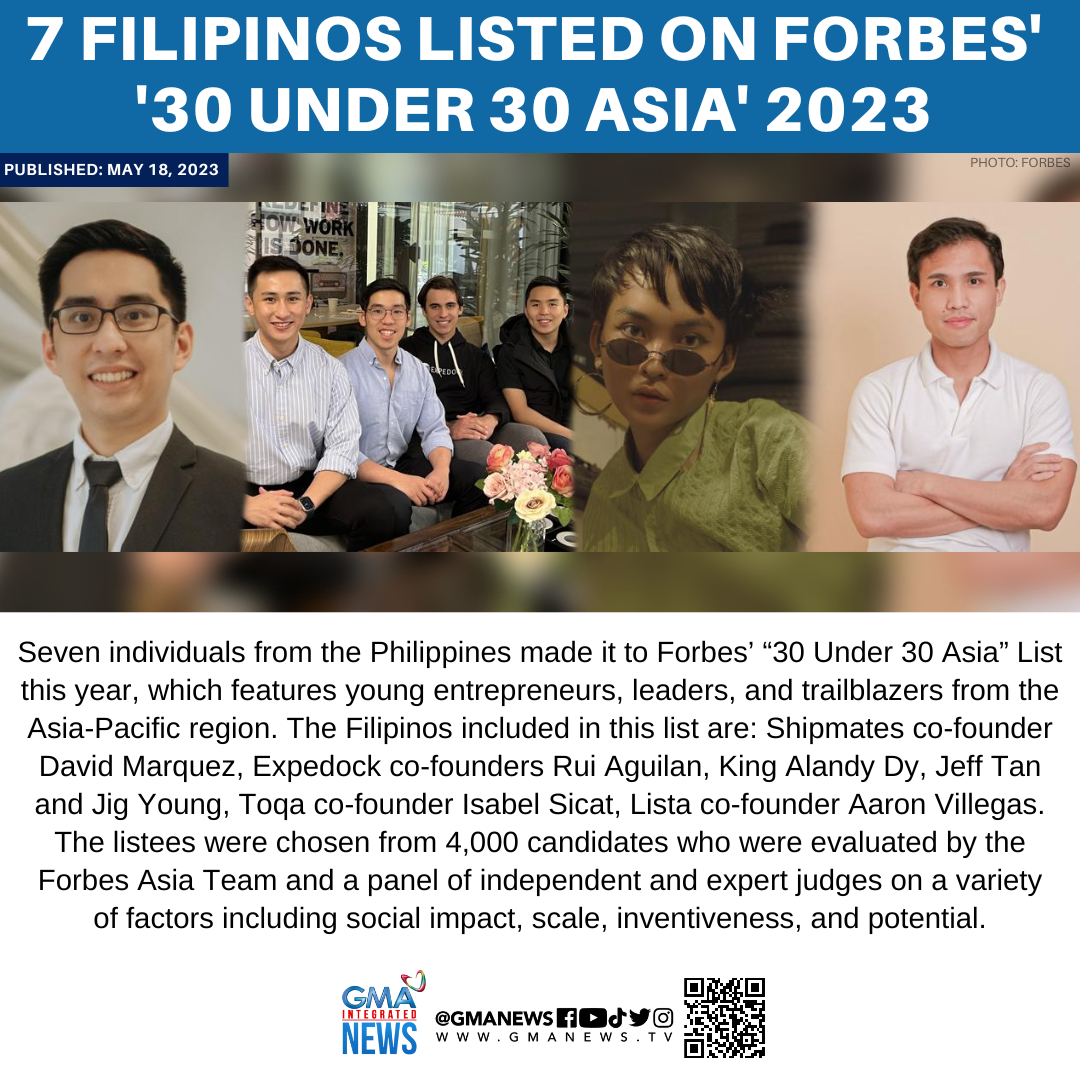 7 FILIPINOS LISTED ON FORBES'
'30 UNDER 30 ASIA' 2023
PUBLISHED: MAY 18, 2023
PHOTO: FORBES
REDEFINE
HOW WORK
IS DONE.
EXPEDOCK
Seven individuals from the Philippines made it to Forbes’ “30 Under 30 Asia” List
this year, which features young entrepreneurs, leaders, and trailblazers from the
Asia-Pacific region. The Filipinos included in this list are: Shipmates co-founder
David Marquez, Expedock co-founders Rui Aguilan, King Alandy Dy, Jeff Tan
and Jig Young, Toqa co-founder Isabel Sicat, Lista co-founder Aaron Villegas.
The listees were chosen from 4,000 candidates who were evaluated by the
Forbes Asia Team and a panel of independent and expert judges on a variety
of factors including social impact, scale, inventiveness, and potential.
GMA
INTEGRATED
NEWS
@GMANEWS
WWW.GMANEWS.TV